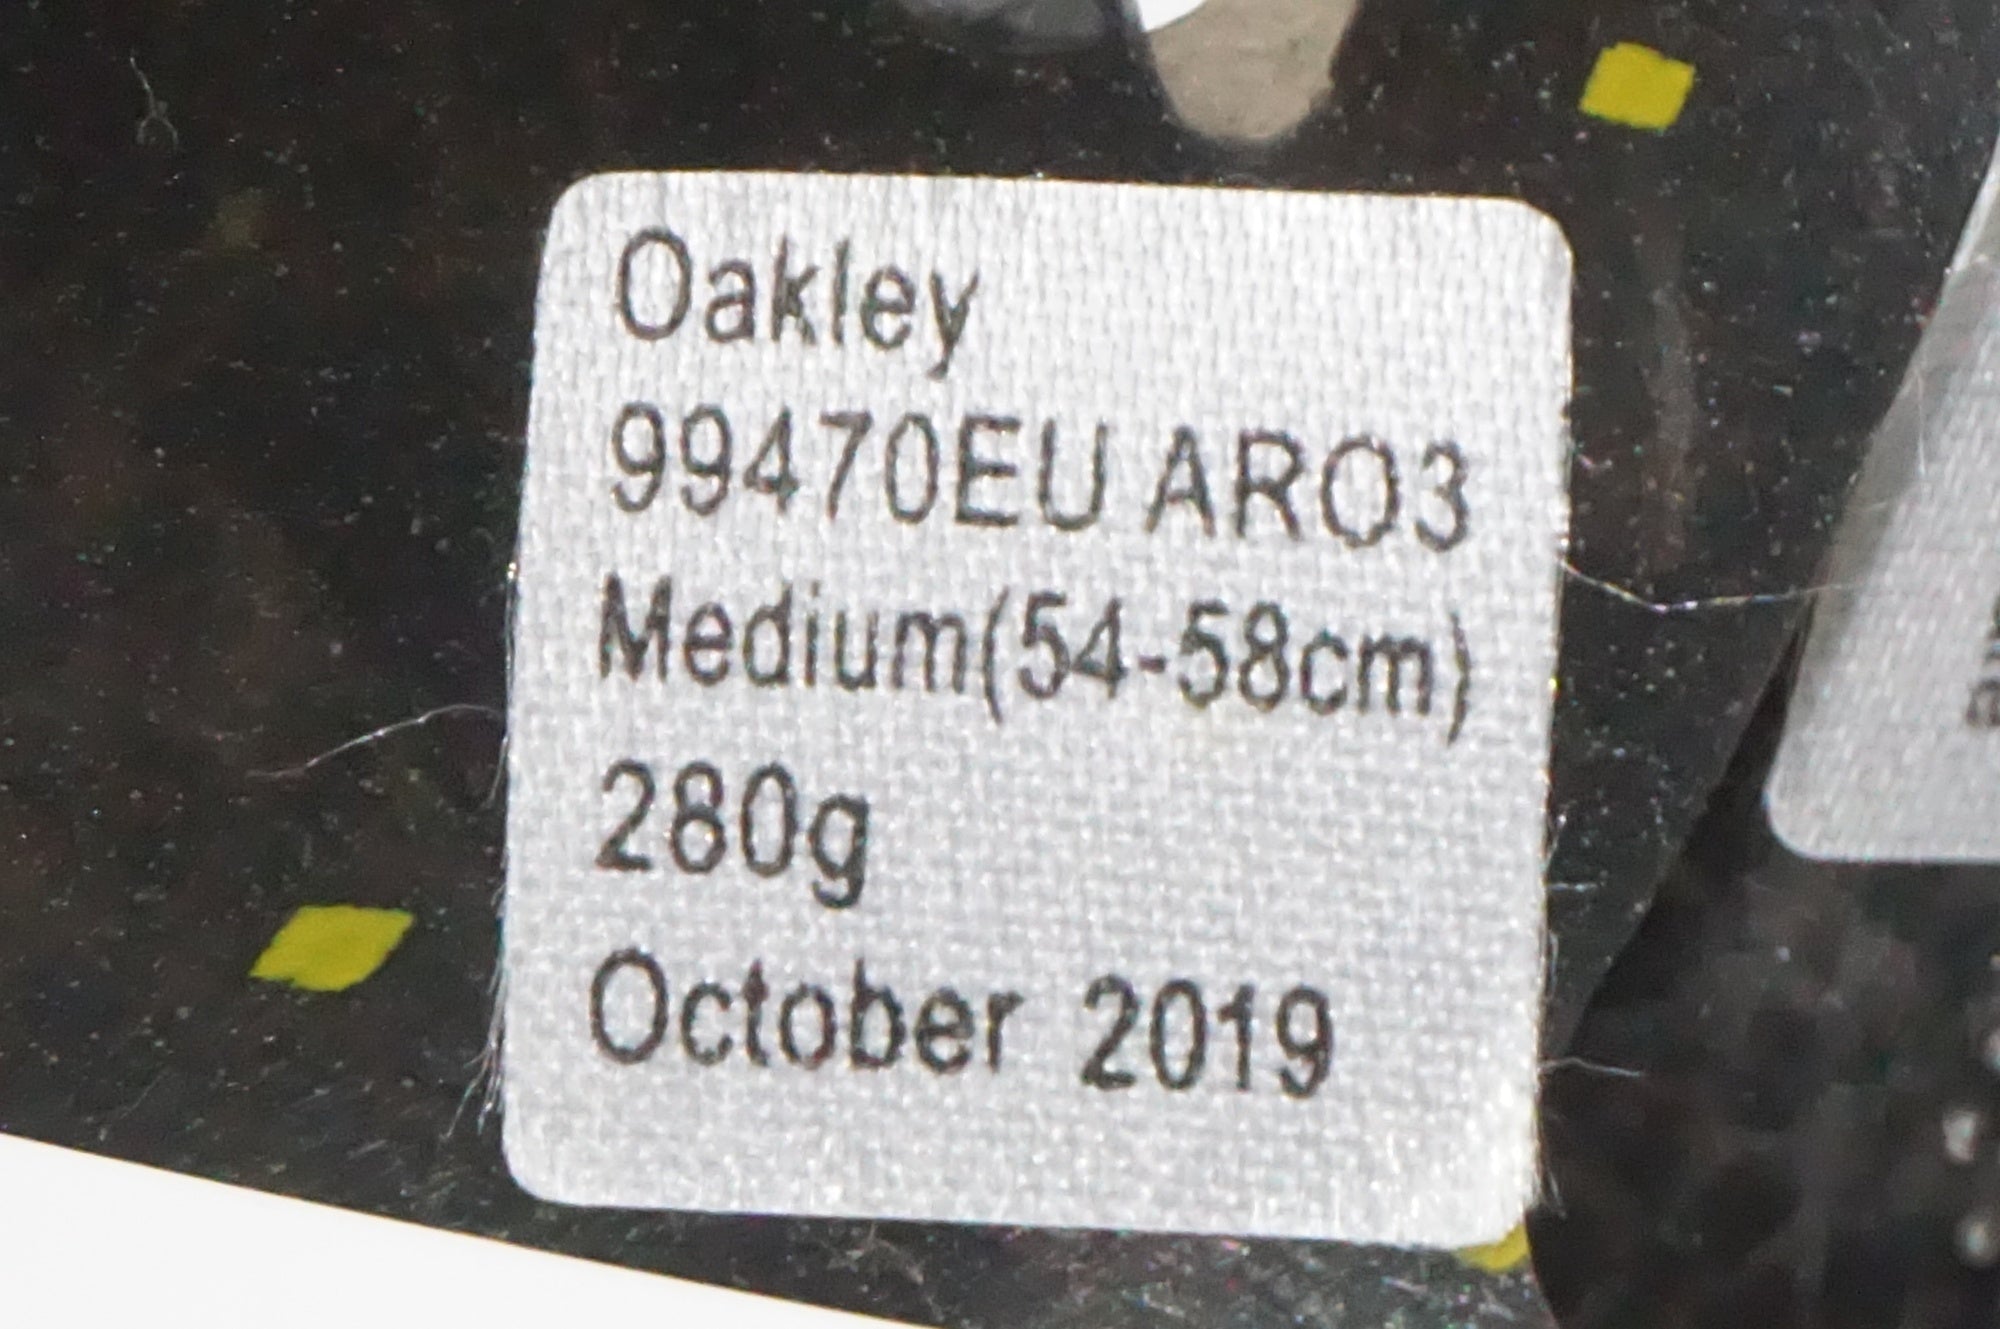 Oakley
99470EU ARO3
Medium(54-58cm)
280g
October 2019